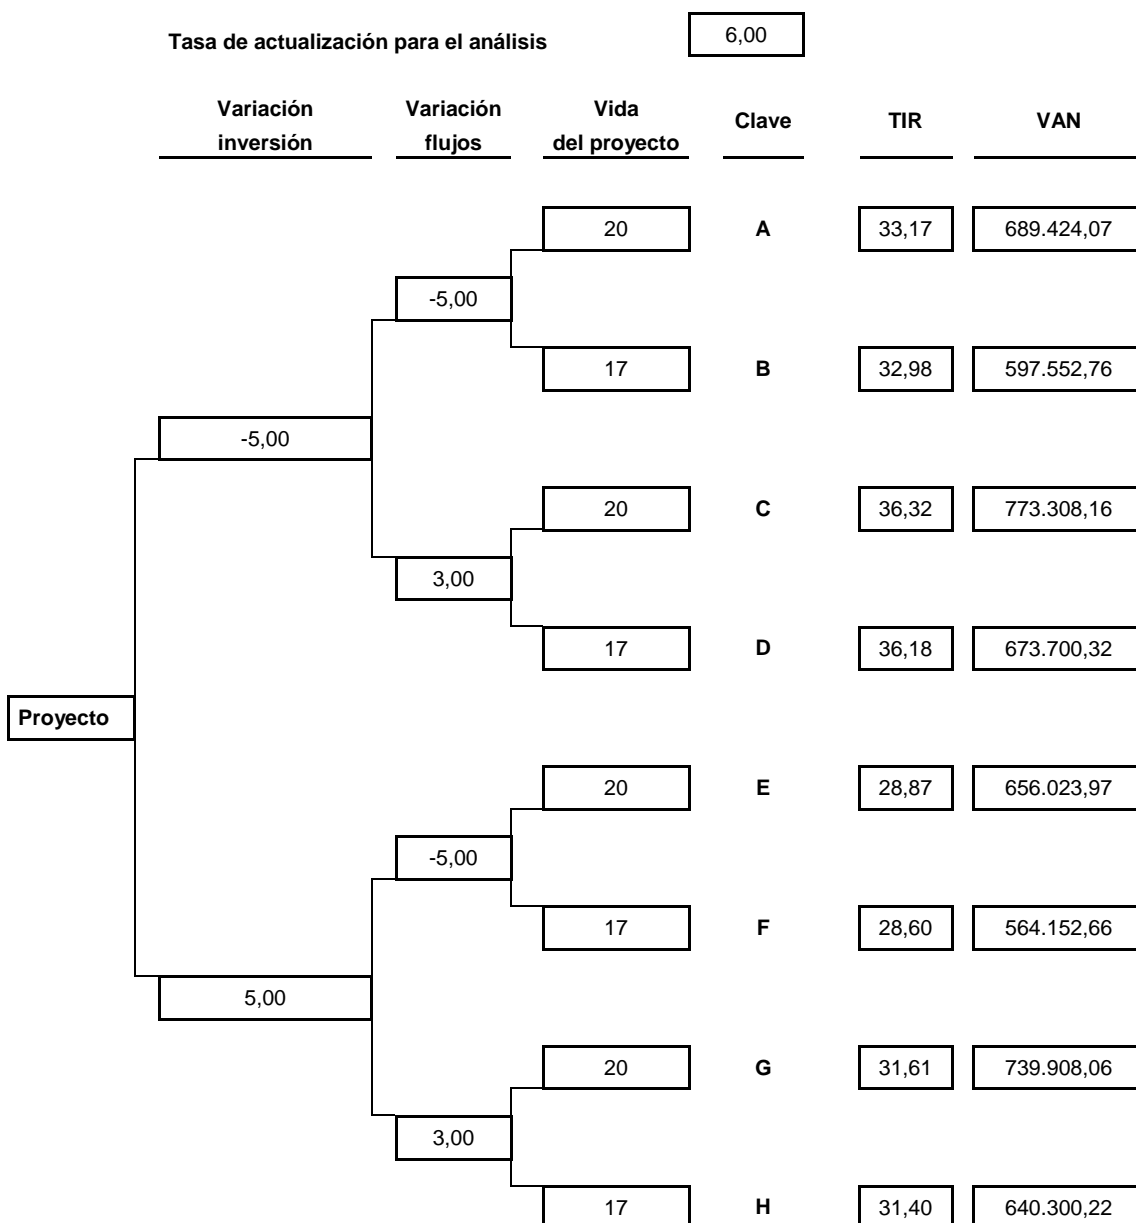 Tasa de actualización para el análisis 6,00
Variación Variación Vida Clave TIR VAN
inversión flujos del proyecto
20 A 33,17 689.424,07
-5,00
17 B 32,98 597.552,76
-5,00
20 C 36,32 773.308,16
3,00
17 D 36,18 673.700,32
Proyecto
20 E 28,87 656.023,97
-5,00
17 F 28,60 564.152,66
5,00
20 G 31,61 739.908,06
3,00
17 H 31,40 640.300,22